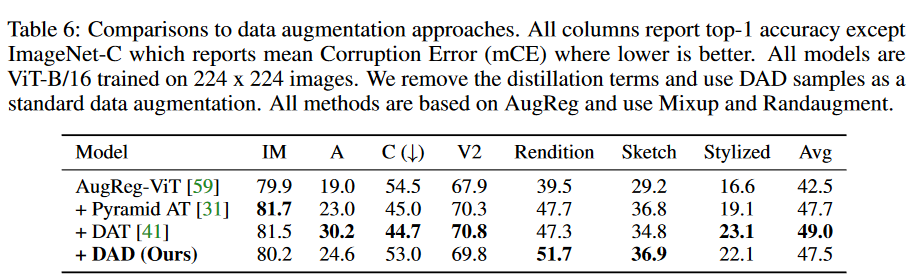 Table 6: Comparisons to data augmentation approaches. All columns report top-1 accuracy except
ImageNet-C which reports mean Corruption Error (mCE) where lower is better. All models are
ViT-B/16 trained on 224 x 224 images. We remove the distillation terms and use DAD samples as a
standard data augmentation. All methods are based on AugReg and use Mixup and Randaugment.
Model IM A C (↓) V2 Rendition Sketch Stylized Avg
AugReg-ViT [59] 79.9 19.0 54.5 67.9 39.5 29.2 16.6 42.5
+ Pyramid AT [31] 81.7 23.0 45.0 70.3 47.7 36.8 19.1 47.7
+ DAT [41] 81.5 30.2 44.7 70.8 47.3 34.8 23.1 49.0
+ DAD (Ours) 80.2 24.6 53.0 69.8 51.7 36.9 22.1 47.5